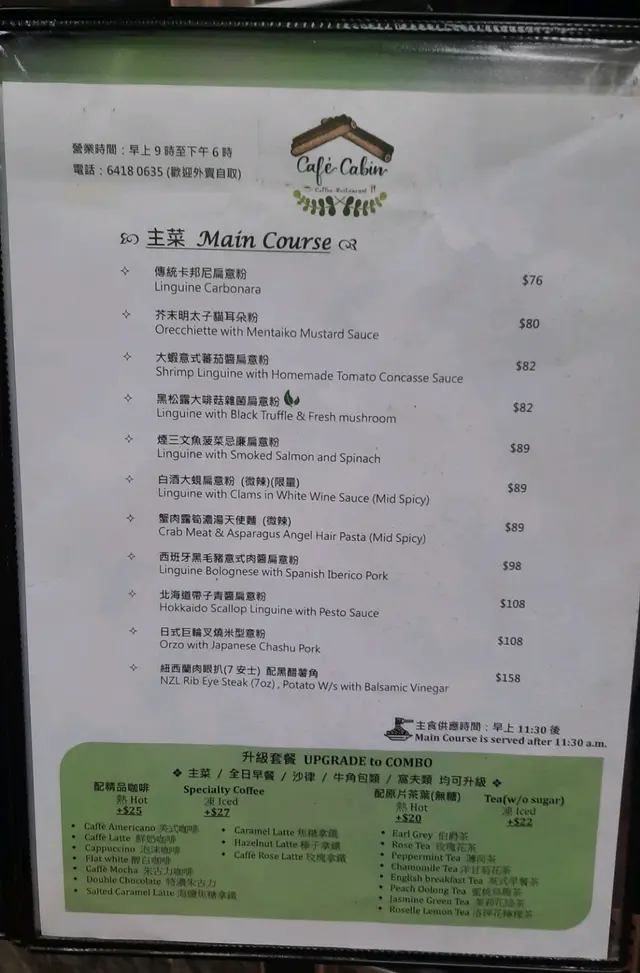 營業時間：早上9時至下午6時
電話：6418 0635 (歡迎外賣自取)
Café Cabin
Coffee Restaurant
主菜 Main Course
傳統卡邦尼扁意粉
Linguine Carbonara
$76
芥末明太子貓耳朵粉
Orecchiette with Mentaiko Mustard Sauce
$80
大蝦意式蕃茄醬扁意粉
Shrimp Linguine with Homemade Tomato Concasse Sauce
$82
黑松露大啡菇雜菌扁意粉
Linguine with Black Truffle & Fresh mushroom
$82
煙三文魚菠菜忌廉扁意粉
Linguine with Smoked Salmon and Spinach
$89
白酒大蜆扁意粉 (微辣)(限量)
Linguine with Clams in White Wine Sauce (Mid Spicy)
$89
蟹肉露筍濃湯天使麵 (微辣)
Crab Meat & Asparagus Angel Hair Pasta (Mid Spicy)
$89
西班牙黑毛豬意式肉醬扁意粉
Linguine Bolognese with Spanish Iberico Pork
$98
北海道帶子青醬扁意粉
Hokkaido Scallop Linguine with Pesto Sauce
$108
日式巨輪叉燒米型意粉
Orzo with Japanese Chashu Pork
$108
紐西蘭肉眼扒(7安士) 配黑醋薯角
NZL Rib Eye Steak (7oz) , Potato W/s with Balsamic Vinegar
$158
主食供應時間：早上 11:30 後
Main Course is served after 11:30 a.m.
升級套餐 UPGRADE to COMBO
主菜 / 全日早餐 / 沙律 / 牛角包類 / 窩夫類 均可升級
配精品咖啡 Specialty Coffee
熱 Hot 凍 Iced
+$25 +$27
Caffè Americano 美式咖啡
Caffè Latte 鮮奶咖啡
Cappuccino 泡沫咖啡
Flat white 醇白咖啡
Caffè Mocha 朱古力咖啡
Double Chocolate 特濃朱古力
Salted Caramel Latte 海鹽焦糖拿鐵
Caramel Latte 焦糖拿鐵
Hazelnut Latte 榛子拿鐵
Caffè Rose Latte 玫瑰拿鐵
配原片茶葉(無糖) Tea(w/o sugar)
熱 Hot 凍 Iced
+$20 +$22
Earl Grey 伯爵茶
Rose Tea 玫瑰花茶
Peppermint Tea 薄荷茶
Chamomile Tea 洋甘菊花茶
English breakfast Tea 英式早餐茶
Peach Oolong Tea 蜜桃烏龍茶
Jasmine Green Tea 茉莉花綠茶
Roselle Lemon Tea 洛神花檸檬茶